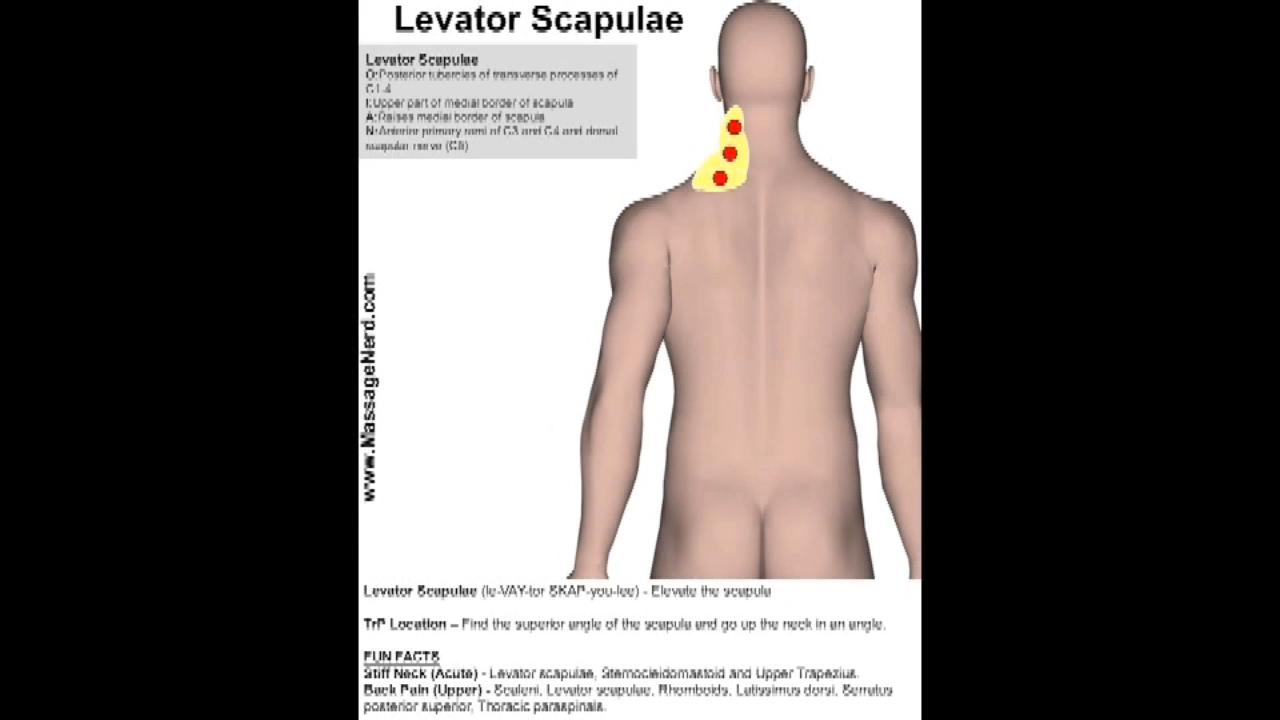 Levator Scapulae
Levator Scapulae
O:Posterior tubercles of transverse processes of
C1-4
I:Upper part of medial border of scapula
A:Raises medial border of scapula
N:Anterior primary rami of C3 and C4 and dorsal
scapular nerve (C5)
www.MassageNerd.com
Levator Scapulae (le-VAY-tor SKAP-you-lee) - Elevate the scapula
TrP Location – Find the superior angle of the scapula and go up the neck in an angle.
FUN FACTS
Stiff Neck (Acute) - Levator scapulae, Sternocleidomastoid and Upper Trapezius.
Back Pain (Upper) - Scaleni, Levator scapulae, Rhomboids, Latissimus dorsi, Serratus
posterior superior, Thoracic paraspinals.